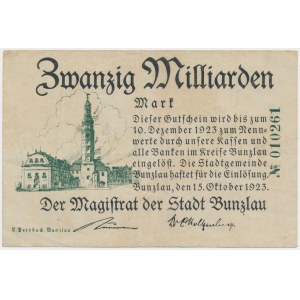 Zwanzig Milliarden
Mark
Dieser Gutschein wird bis zum
10. Dezember 1923 zum Nenn-
werte durch unsere Kassen und
alle Banken im Kreise Bunzlau
eingelöst. Die Stadtgemeinde
Bunzlau haftet für die Einlösung.
Bunzlau, den 15. Oktober 1923.
Der Magistrat der Stadt Bunzlau
№ 010261
Bunzlau